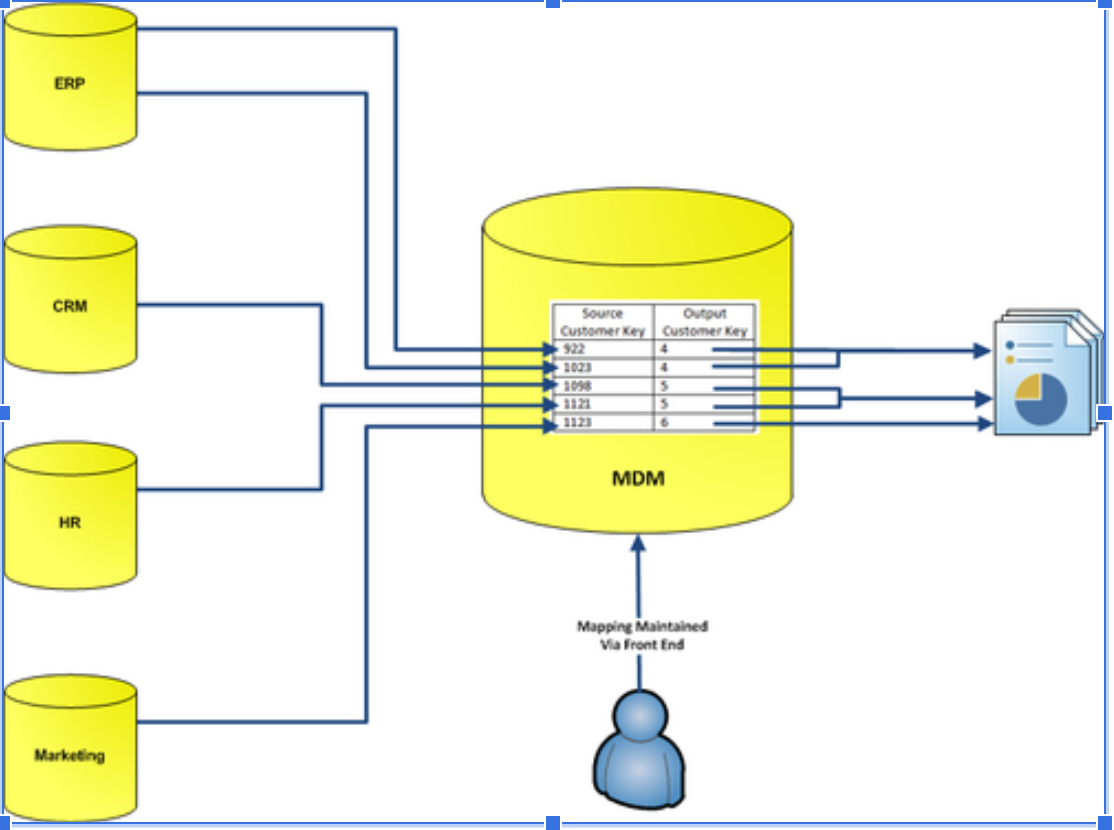 ERP
CRM
HR
Marketing
Source Output
Customer Key Customer Key
922 4
1023 4
1098 5
1121 5
1123 6
MDM
Mapping Maintained
Via Front End